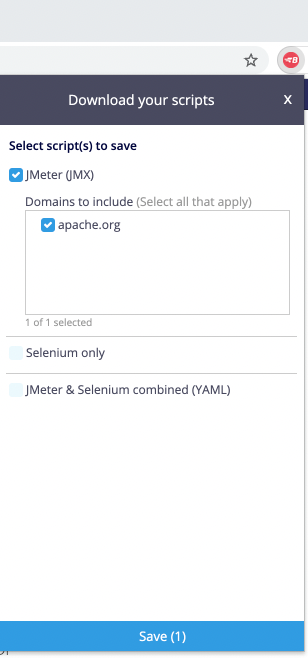 Download your scripts
X
Select script(s) to save
JMeter (JMX)
Domains to include (Select all that apply)
apache.org
1 of 1 selected
Selenium only
JMeter & Selenium combined (YAML)
Save (1)